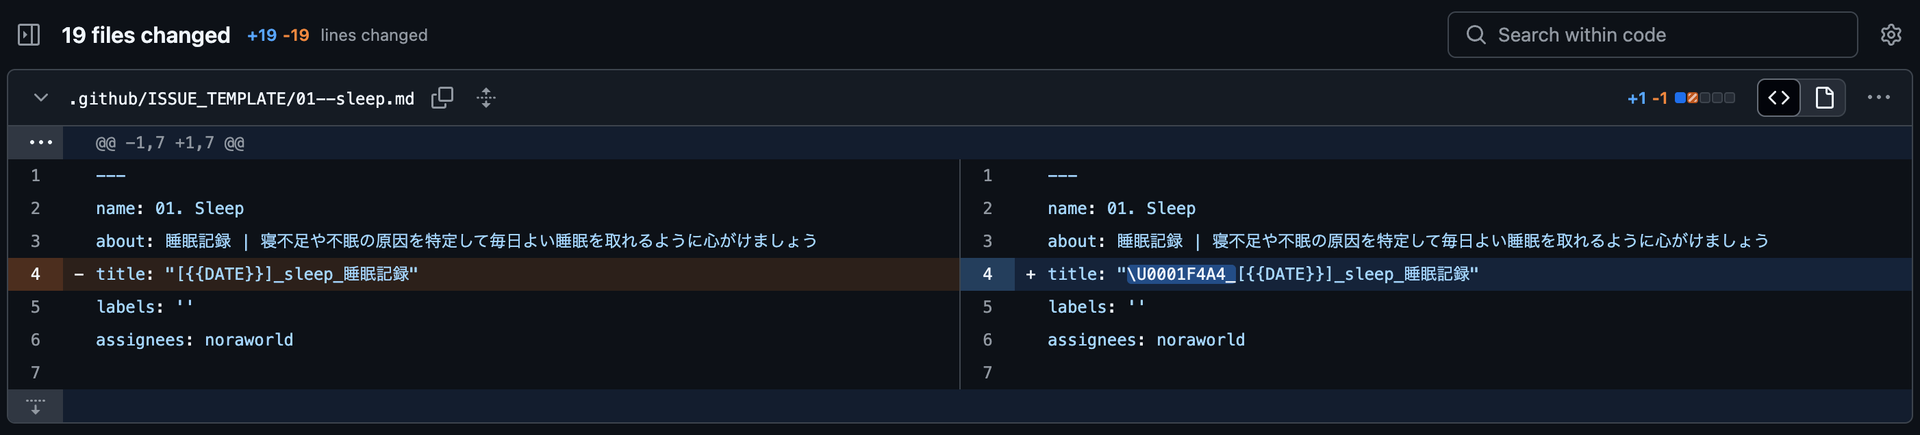 19 files changed +19 -19 lines changed Search within code
.github/ISSUE_TEMPLATE/01--sleep.md +1 -1
@@ -1,7 +1,7 @@
1 ---
2 name: 01. Sleep
3 about: 睡眠記録 | 寝不足や不眠の原因を特定して毎日よい睡眠を取れるように心がけましょう
4 - title: "[{{DATE}}]_sleep_睡眠記録"
5 labels: ''
6 assignees: noraworld
7
1 ---
2 name: 01. Sleep
3 about: 睡眠記録 | 寝不足や不眠の原因を特定して毎日よい睡眠を取れるように心がけましょう
4 + title: "\U0001F4A4_[{{DATE}}]_sleep_睡眠記録"
5 labels: ''
6 assignees: noraworld
7